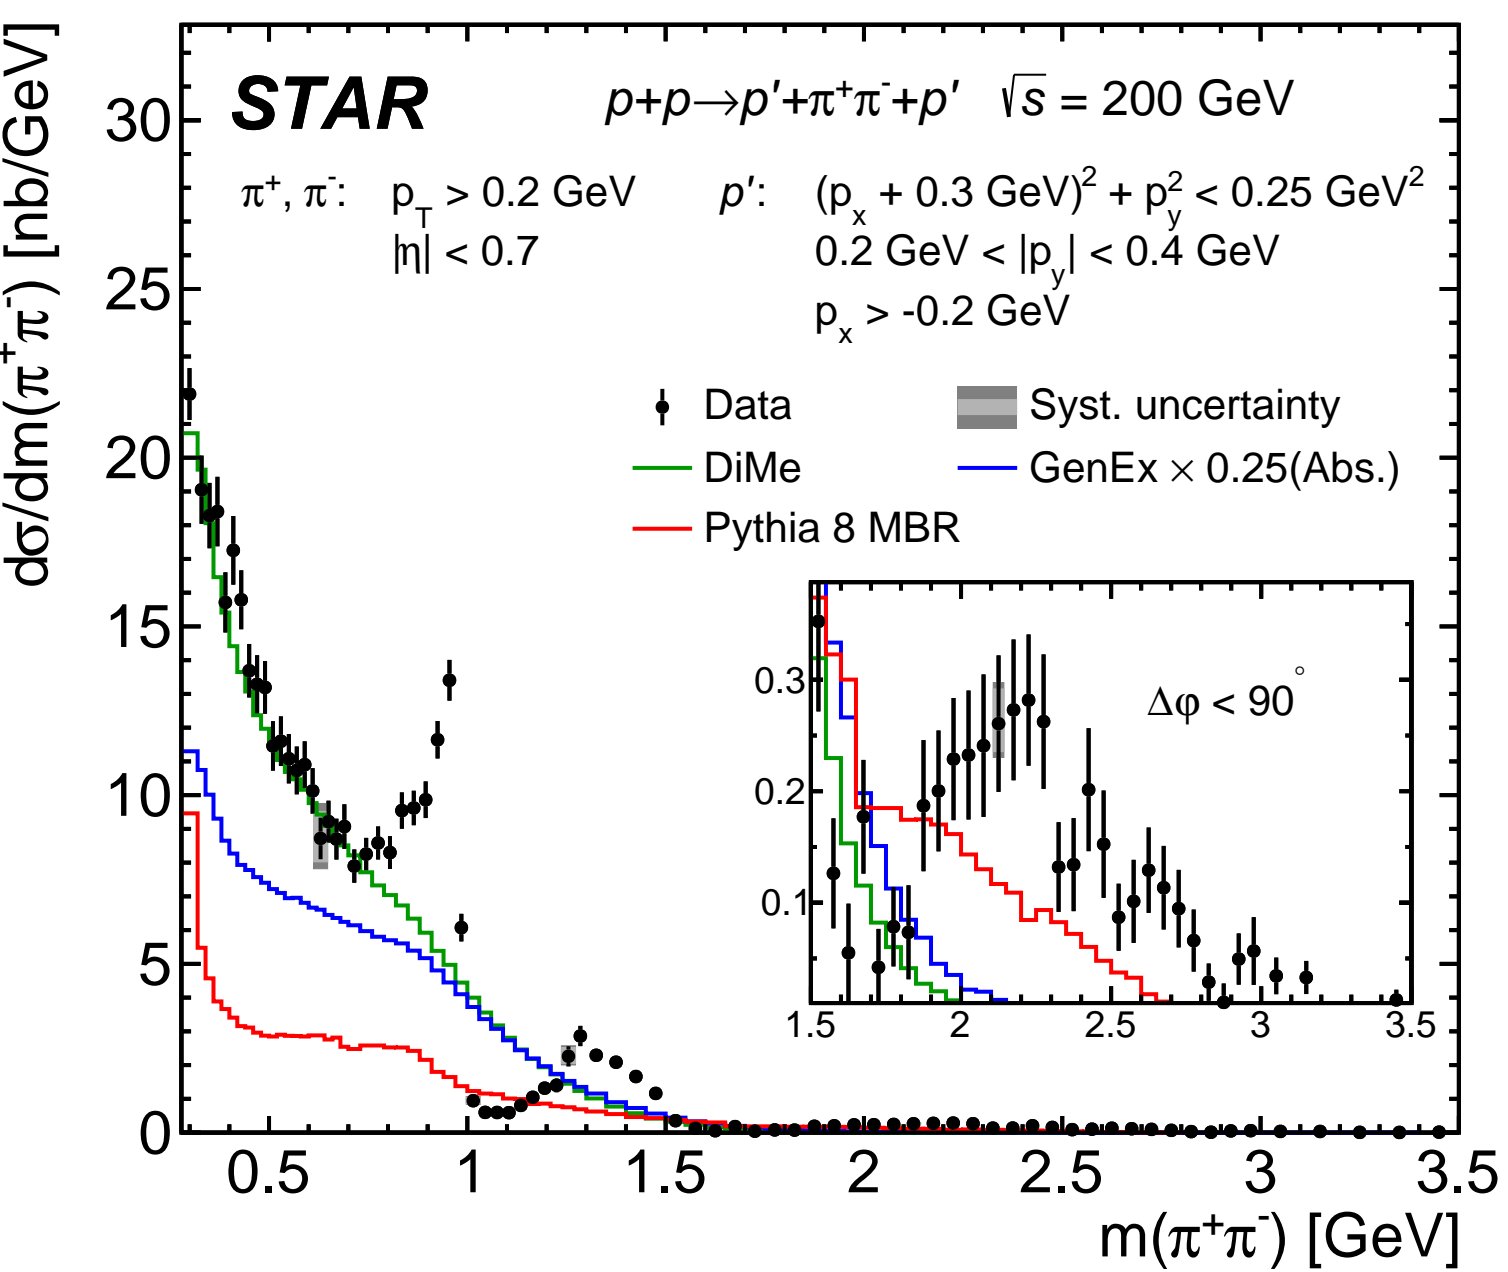 STAR p+p→p′+π⁺π⁻+p′ √s = 200 GeV
π⁺, π⁻: p_T > 0.2 GeV p′: (p_x + 0.3 GeV)² + p_y² < 0.25 GeV²
|η| < 0.7 0.2 GeV < |p_y| < 0.4 GeV
p_x > -0.2 GeV
Data Syst. uncertainty
DiMe GenEx × 0.25(Abs.)
Pythia 8 MBR
Δφ < 90°
0.3
0.2
0.1
1.5 2 2.5 3 3.5
dσ/dm(π⁺π⁻) [nb/GeV]
30
25
20
15
10
5
0
0.5 1 1.5 2 2.5 3 3.5
m(π⁺π⁻) [GeV]